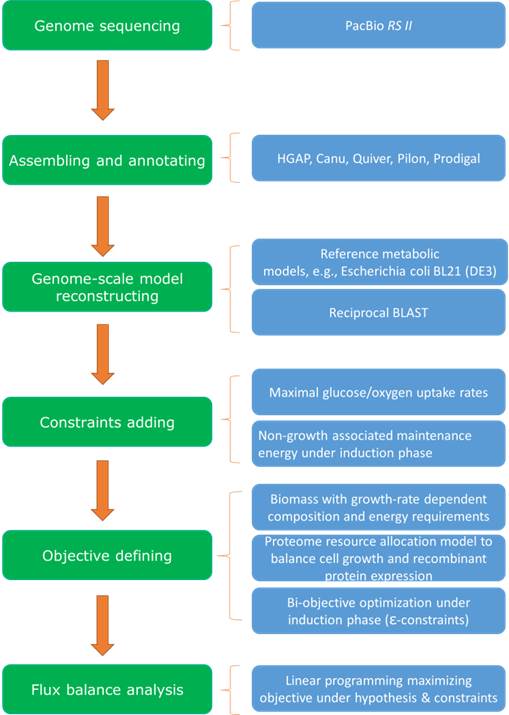 Genome sequencing
PacBio RS II
Assembling and annotating
HGAP, Canu, Quiver, Pilon, Prodigal
Genome-scale model
reconstructing
Reference metabolic
models, e.g., Escherichia coli BL21 (DE3)
Reciprocal BLAST
Constraints adding
Maximal glucose/oxygen uptake rates
Non-growth associated maintenance
energy under induction phase
Objective defining
Biomass with growth-rate dependent
composition and energy requirements
Proteome resource allocation model to
balance cell growth and recombinant
protein expression
Bi-objective optimization under
induction phase (ε-constraints)
Flux balance analysis
Linear programming maximizing
objective under hypothesis & constraints